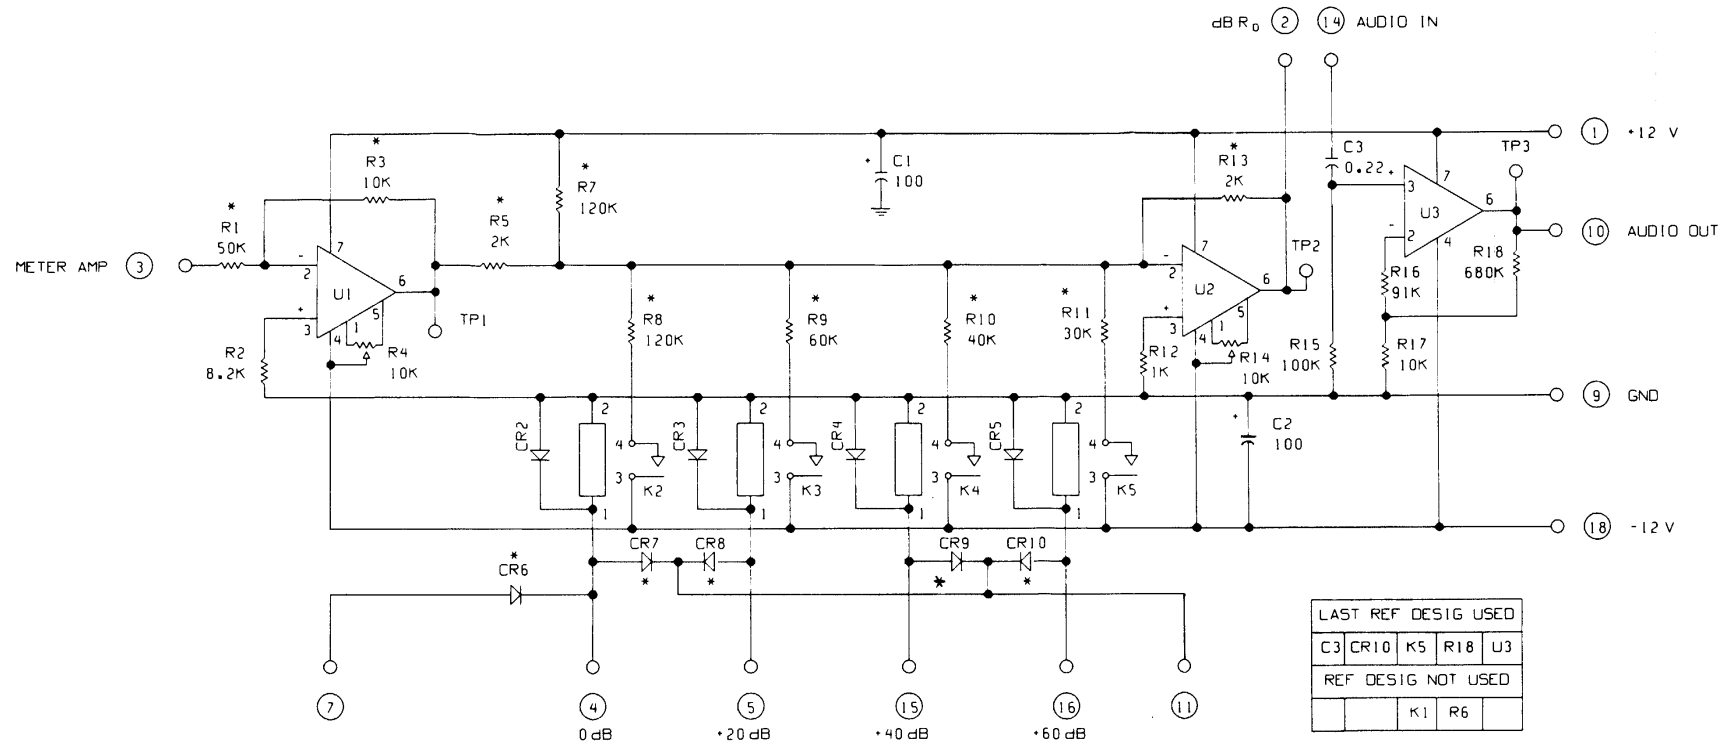 dB R₀ 2 14 AUDIO IN
1 +12 V
* R3 10K
* R7 120K
+ C1 100
* R13 2K
C3 0.22
TP3
* R1 50K
* R5 2K
METER AMP 3
- 2 + 3 7 6 U1 1 5 4
TP1
R2 8.2K
R4 10K
* R8 120K
* R9 60K
* R10 40K
* R11 30K
- 2 + 3 7 6 U2 1 5 4
TP2
R12 1K
R14 10K
+ 3 - 2 7 6 U3 4
10 AUDIO OUT
R18 680K
R16 91K
R15 100K
R17 10K
9 GND
CR2 2 1 4 3 K2
CR3 2 1 4 3 K3
CR4 2 1 4 3 K4
CR5 2 1 4 3 K5
+ C2 100
18 -12 V
* CR6
CR7 *
CR8 *
CR9 *
CR10 *
LAST REF DESIG USED
C3 CR10 K5 R18 U3
REF DESIG NOT USED
K1 R6
7 4 5 15 16 11
0 dB +20 dB +40 dB +60 dB